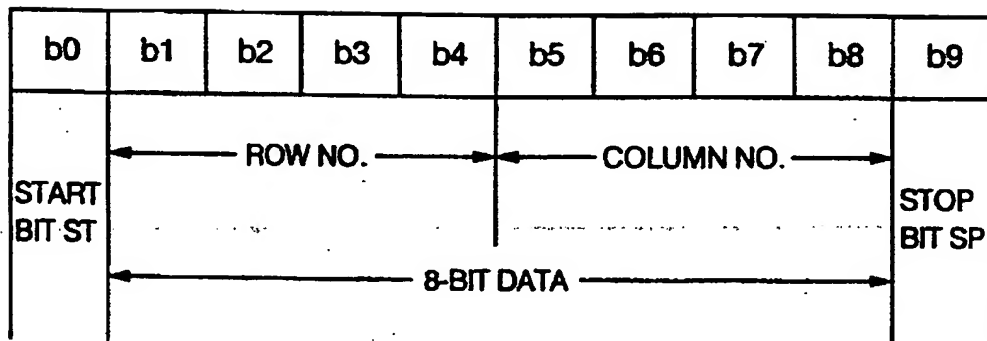 b0 b1 b2 b3 b4 b5 b6 b7 b8 b9
ROW NO. COLUMN NO.
START
BIT ST
STOP
BIT SP
8-BIT DATA